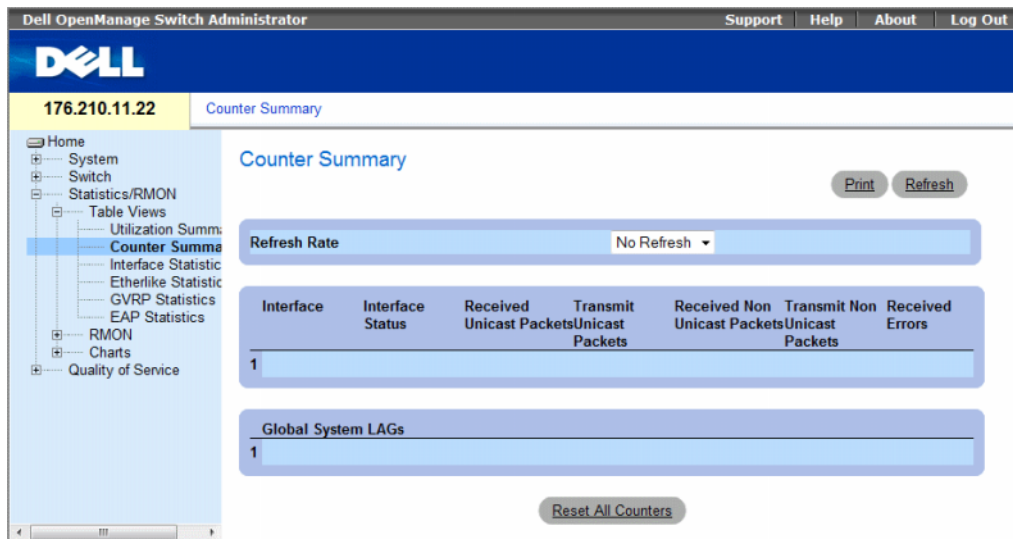 Dell OpenManage Switch Administrator
Support Help About Log Out
DELL
176.210.11.22
Counter Summary
Home
System
Switch
Statistics/RMON
Table Views
Utilization Summa
Counter Summa
Interface Statistic
Etherlike Statistic
GVRP Statistics
EAP Statistics
RMON
Charts
Quality of Service
Counter Summary
Print Refresh
Refresh Rate No Refresh
Interface Interface Received Transmit Received Non Transmit Non Received
Status Unicast Packets Unicast Unicast Packets Unicast Errors
Packets Packets
1
Global System LAGs
1
Reset All Counters